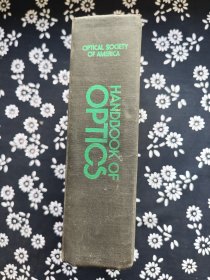 OPTICAL SOCIETY
OF AMERICA
HANDBOOK OF
OPTICS